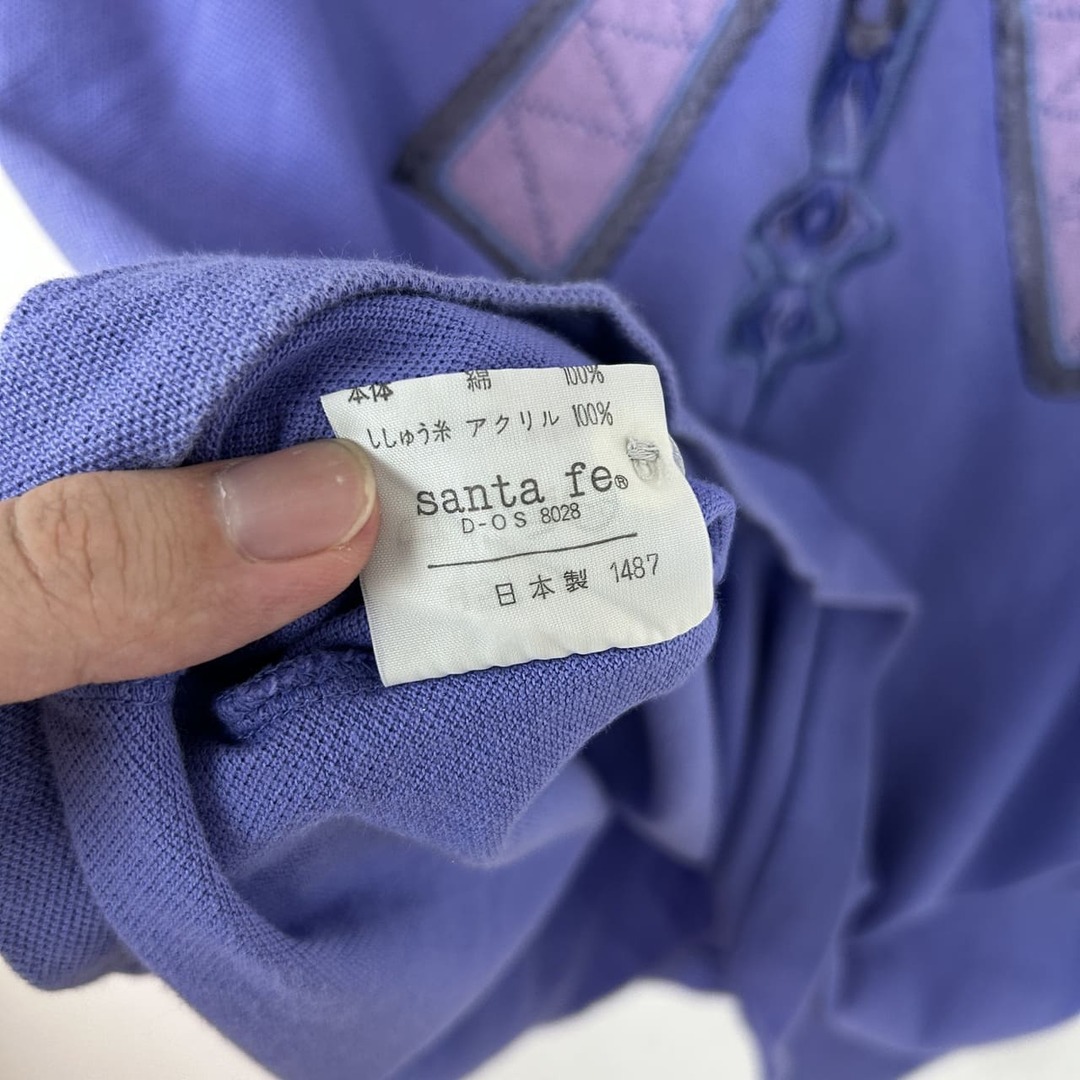 本体 綿 100%
ししゅう糸 アクリル 100%
santa fe®
D-OS 8028
日本製 1487